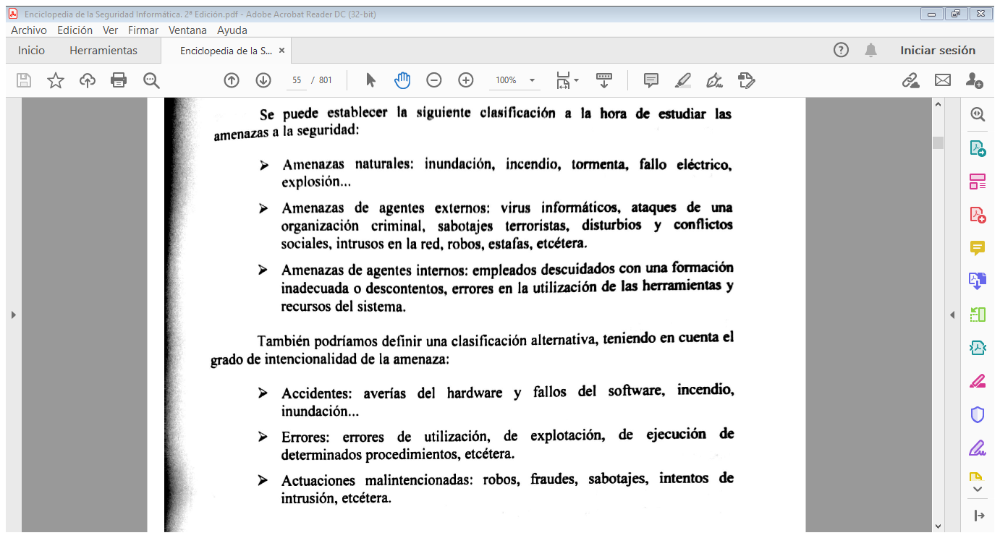 Enciclopedia de la Seguridad Informática. 2ª Edición.pdf - Adobe Acrobat Reader DC (32-bit)
Archivo Edición Ver Firmar Ventana Ayuda
Inicio Herramientas Enciclopedia de la S... × Iniciar sesión
55 / 801 100%
Se puede establecer la siguiente clasificación a la hora de estudiar las
amenazas a la seguridad:
➢ Amenazas naturales: inundación, incendio, tormenta, fallo eléctrico,
explosión...
➢ Amenazas de agentes externos: virus informáticos, ataques de una
organización criminal, sabotajes terroristas, disturbios y conflictos
sociales, intrusos en la red, robos, estafas, etcétera.
➢ Amenazas de agentes internos: empleados descuidados con una formación
inadecuada o descontentos, errores en la utilización de las herramientas y
recursos del sistema.
También podríamos definir una clasificación alternativa, teniendo en cuenta el
grado de intencionalidad de la amenaza:
➢ Accidentes: averías del hardware y fallos del software, incendio,
inundación...
➢ Errores: errores de utilización, de explotación, de ejecución de
determinados procedimientos, etcétera.
➢ Actuaciones malintencionadas: robos, fraudes, sabotajes, intentos de
intrusión, etcétera.